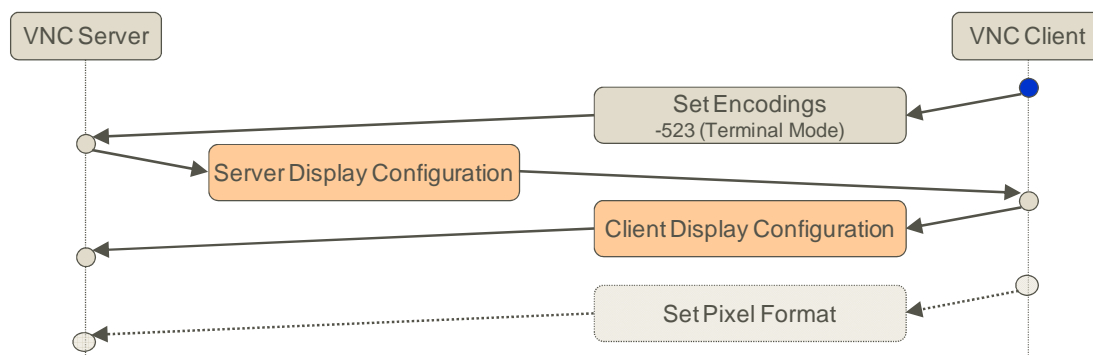 VNC Server
VNC Client
Set Encodings
-523 (Terminal Mode)
Server Display Configuration
Client Display Configuration
Set Pixel Format